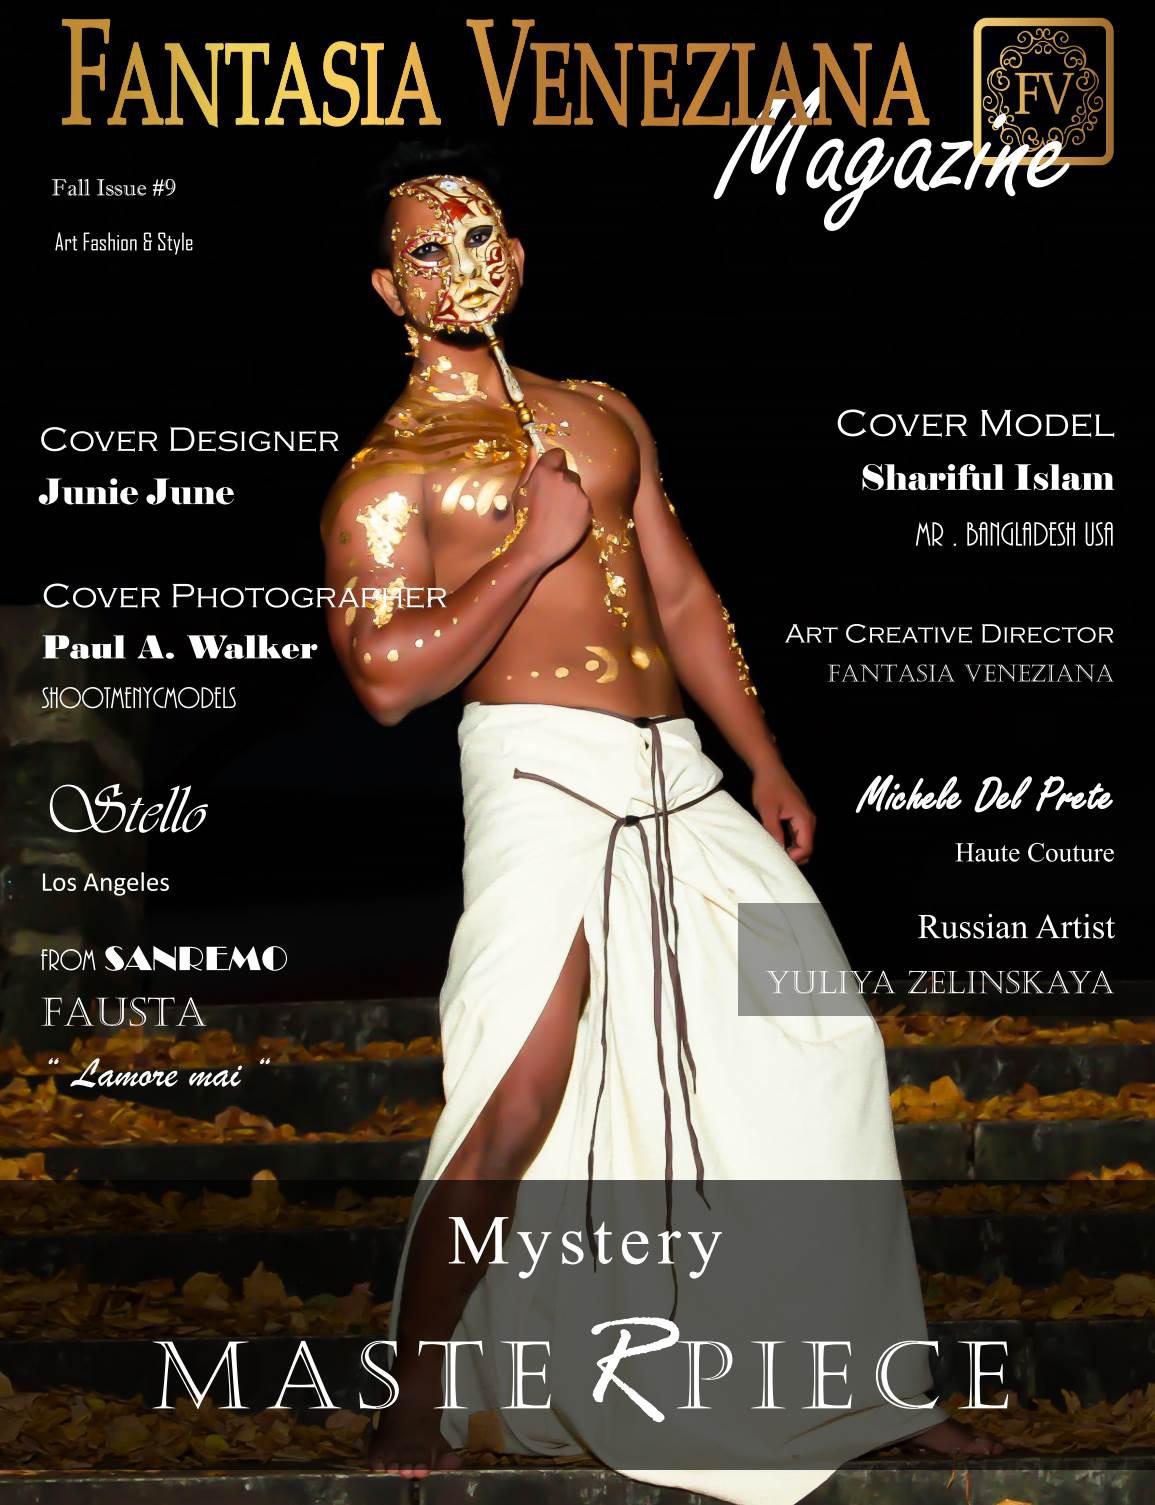 FANTASIA VENEZIANA
Magazine
FV
Fall Issue #9
Art Fashion & Style
COVER DESIGNER
Junie June
COVER PHOTOGRAPHER
Paul A. Walker
SHOOTMENYCMODELS
Stello
Los Angeles
FROM SANREMO
FAUSTA
“ Lamore mai “
COVER MODEL
Shariful Islam
MR . BANGLADESH USA
ART CREATIVE DIRECTOR
FANTASIA VENEZIANA
Michele Del Prete
Haute Couture
Russian Artist
YULIYA ZELINSKAYA
Mystery
MASTERPIECE